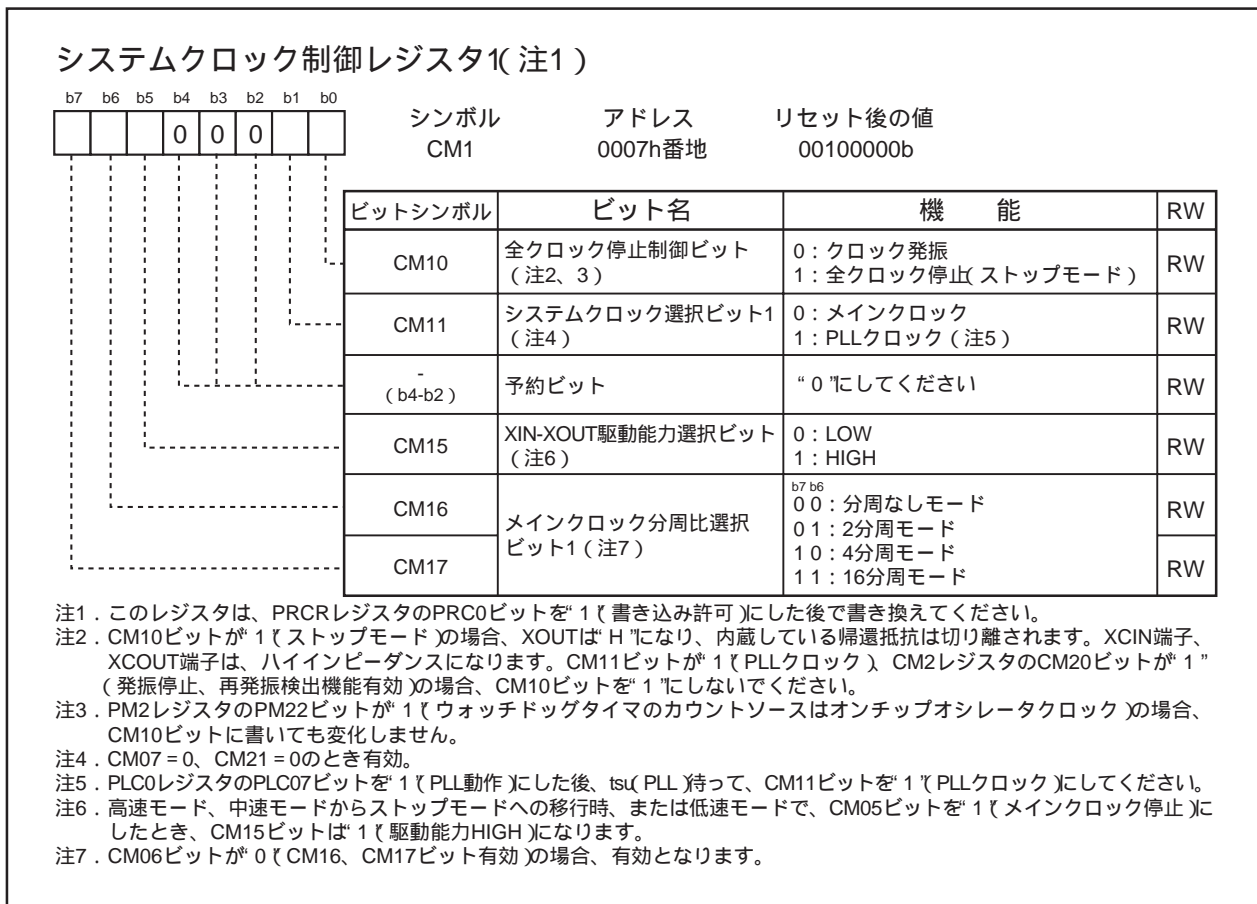 システムクロック制御レジスタ1(注1)
b7 b6 b5 b4 b3 b2 b1 b0
0 0 0
シンボル アドレス リセット後の値
CM1 0007h番地 00100000b
ビットシンボル ビット名 機 能 RW
CM10 全クロック停止制御ビット(注2、3) 0:クロック発振 RW
1:全クロック停止(ストップモード)
CM11 システムクロック選択ビット1(注4) 0:メインクロック RW
1:PLLクロック(注5)
-
(b4-b2) 予約ビット “0”にしてください RW
CM15 XIN-XOUT駆動能力選択ビット(注6) 0:LOW RW
1:HIGH
CM16 メインクロック分周比選択 RW
ビット1(注7)
CM17 RW
b7 b6
0 0:分周なしモード
0 1:2分周モード
1 0:4分周モード
1 1:16分周モード
注1.このレジスタは、PRCRレジスタのPRC0ビットを“1”(書き込み許可)にした後で書き換えてください。
注2.CM10ビットが“1”(ストップモード)の場合、XOUTは“H”になり、内蔵している帰還抵抗は切り離されます。XCIN端子、
XCOUT端子は、ハイインピーダンスになります。CM11ビットが“1”(PLLクロック)、CM2レジスタのCM20ビットが“1”
(発振停止、再発振検出機能有効)の場合、CM10ビットを“1”にしないでください。
注3.PM2レジスタのPM22ビットが“1”(ウォッチドッグタイマのカウントソースはオンチップオシレータクロック)の場合、
CM10ビットに書いても変化しません。
注4.CM07=0、CM21=0のとき有効。
注5.PLC0レジスタのPLC07ビットを“1”(PLL動作)にした後、tsu(PLL)待って、CM11ビットを“1”(PLLクロック)にしてください。
注6.高速モード、中速モードからストップモードへの移行時、または低速モードで、CM05ビットを“1”(メインクロック停止)に
したとき、CM15ビットは“1”(駆動能力HIGH)になります。
注7.CM06ビットが“0”(CM16、CM17ビット有効)の場合、有効となります。